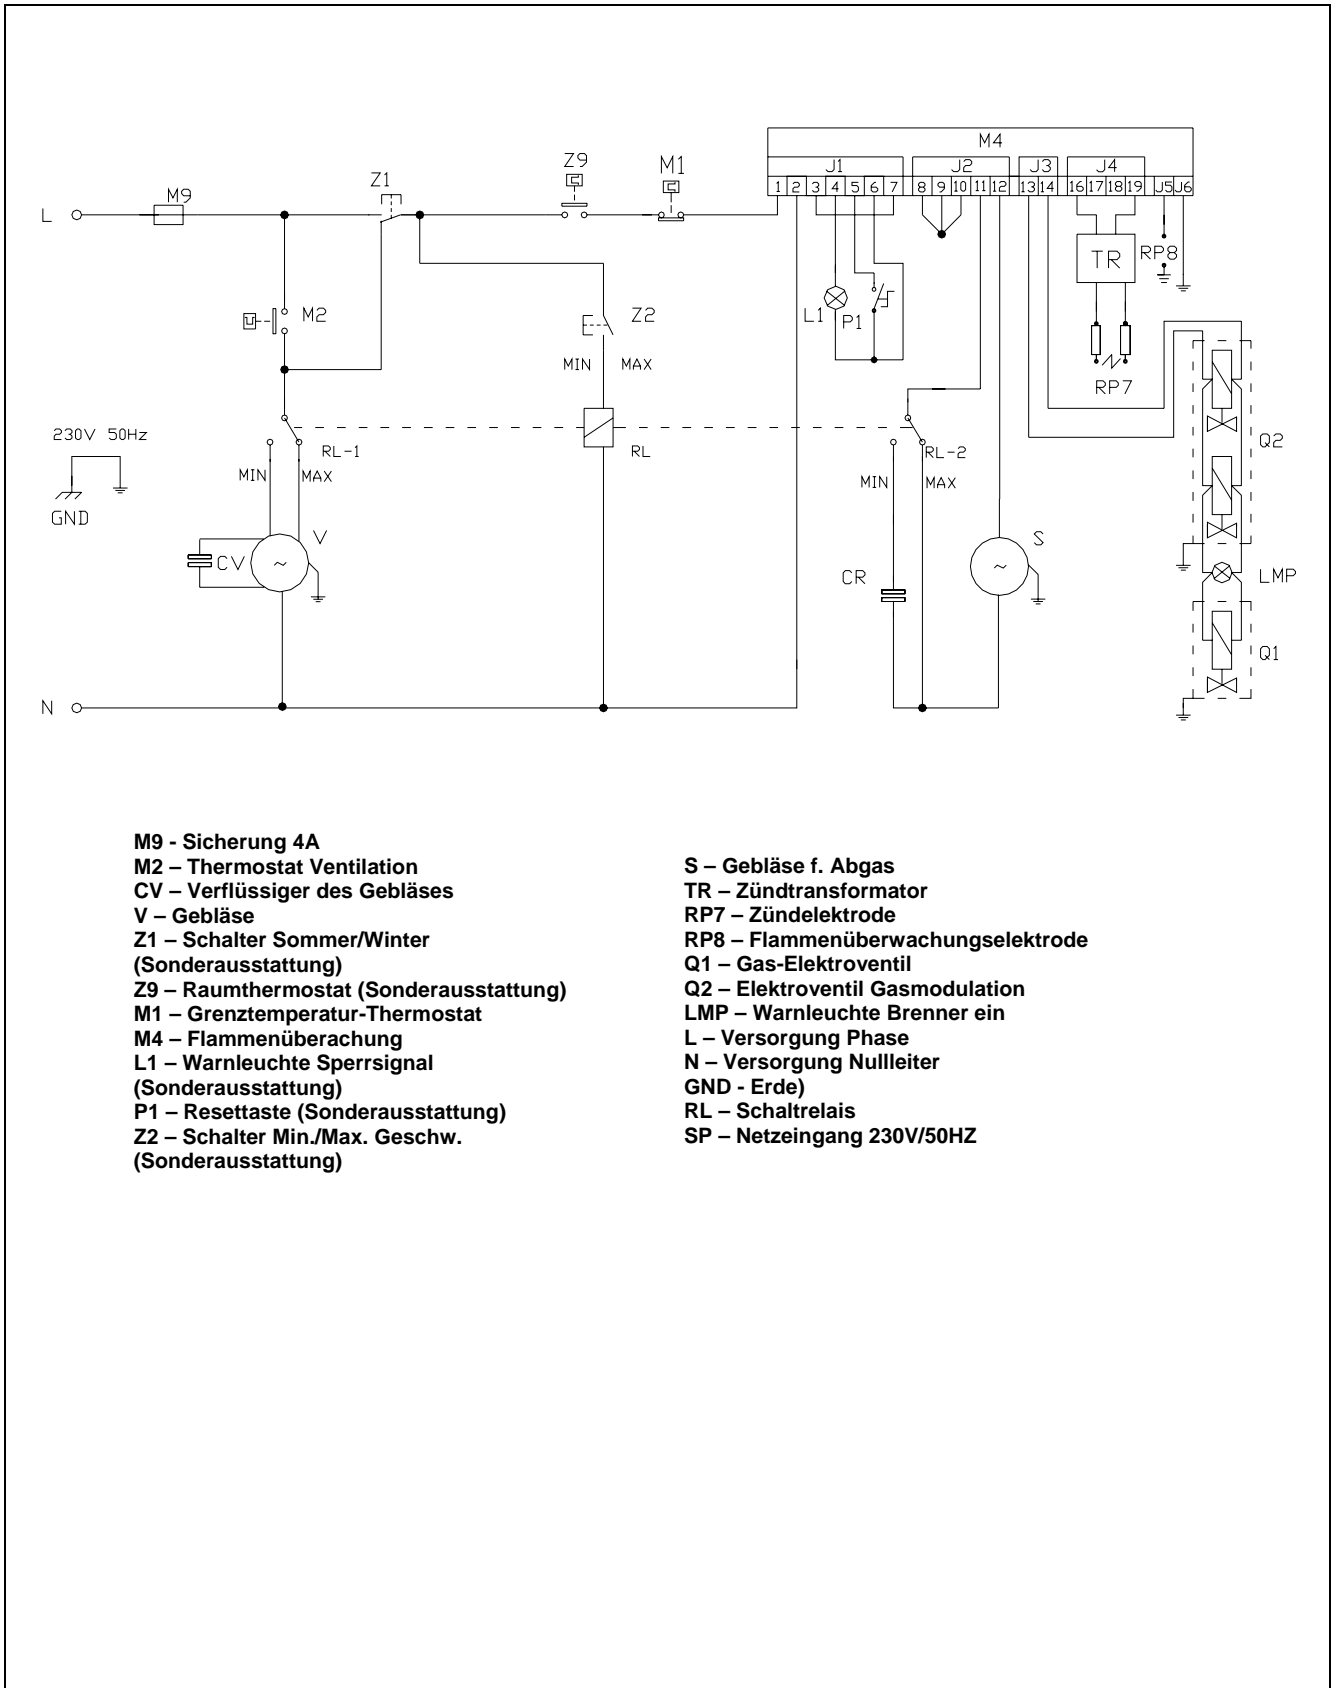 M4
J1 J2 J3 J4
1 2 3 4 5 6 7 8 9 10 11 12 13 14 16 17 18 19 J5 J6
Z9
M1
Z1
M9
L
TR
RP8
M2
Z2
L1
P1
MIN MAX
RP7
230V 50Hz
GND
RL-1
RL
RL-2
Q2
MIN MAX
MIN MAX
V
CV
~
S
~
CR
LMP
Q1
N
M9 - Sicherung 4A
M2 – Thermostat Ventilation
CV – Verflüssiger des Gebläses
V – Gebläse
Z1 – Schalter Sommer/Winter
(Sonderausstattung)
Z9 – Raumthermostat (Sonderausstattung)
M1 – Grenztemperatur-Thermostat
M4 – Flammenüberachung
L1 – Warnleuchte Sperrsignal
(Sonderausstattung)
P1 – Resettaste (Sonderausstattung)
Z2 – Schalter Min./Max. Geschw.
(Sonderausstattung)
S – Gebläse f. Abgas
TR – Zündtransformator
RP7 – Zündelektrode
RP8 – Flammenüberwachungselektrode
Q1 – Gas-Elektroventil
Q2 – Elektroventil Gasmodulation
LMP – Warnleuchte Brenner ein
L – Versorgung Phase
N – Versorgung Nullleiter
GND - Erde)
RL – Schaltrelais
SP – Netzeingang 230V/50HZ